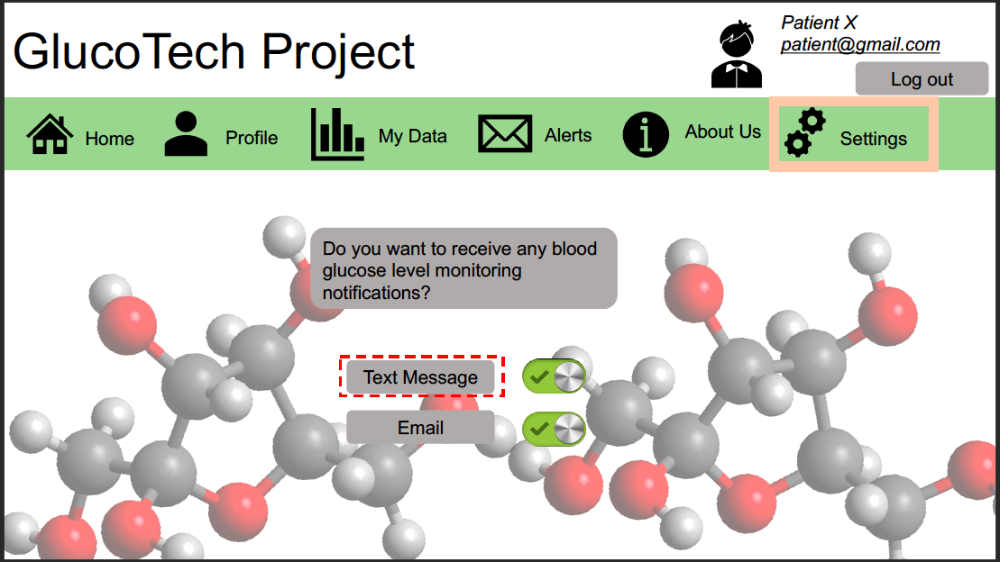 GlucoTech Project
Patient X
patient@gmail.com
Log out
Home
Profile
My Data
Alerts
About Us
Settings
Do you want to receive any blood
glucose level monitoring
notifications?
Text Message
Email